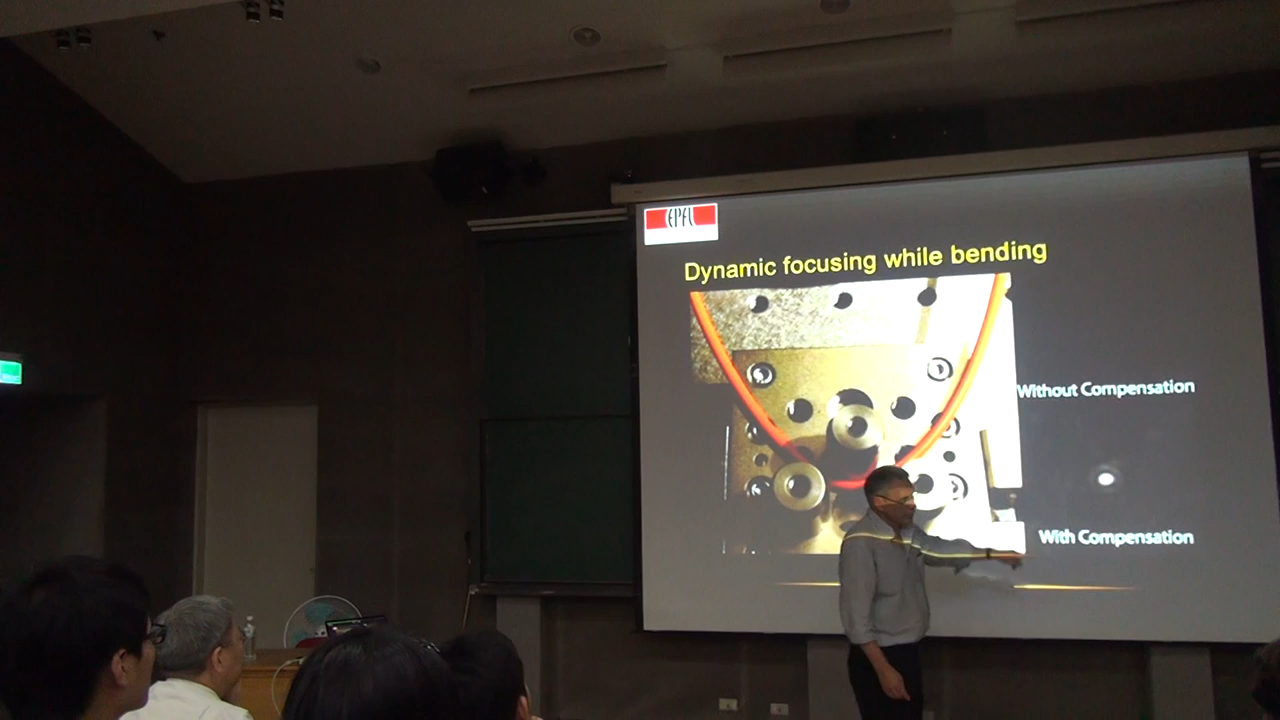 EPFL
Dynamic focusing while bending
Without Compensation
With Compensation